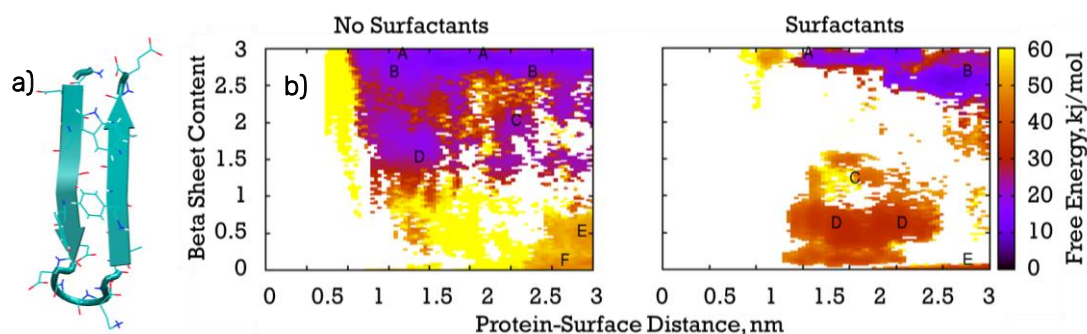 a)
b)
No Surfactants
Surfactants
Beta Sheet Content
3
2.5
2
1.5
1
0.5
0
A
A
B
B
C
D
E
F
0 0.5 1 1.5 2 2.5 3
A
B
C
D
D
E
0 0.5 1 1.5 2 2.5 3
Protein-Surface Distance, nm
60
50
40
30
20
10
0
Free Energy kj/mol